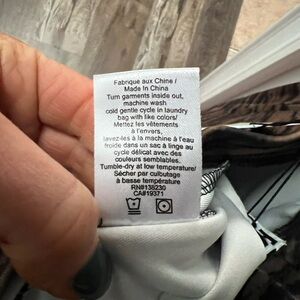 Fabriqué aux Chine /
Made In China
Turn garments inside out,
machine wash
cold gentle cycle in laundry
bag with like colors/
Mettez les vêtements
à l'envers,
lavez-les à la machine à l'eau
froide dans un sac à linge au
cycle délicat avec des
couleurs semblables.
Tumble-dry at low temperature/
Sécher par culbutage
à basse température
RN#138230
CA#19371